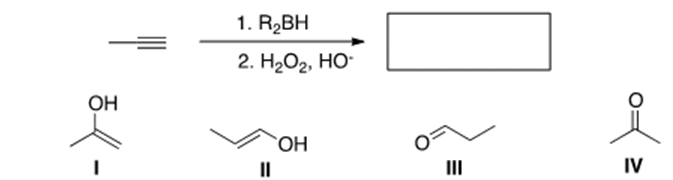 1. R₂BH
2. H₂O₂, HO⁻
OH
OH
O
O
I
II
III
IV